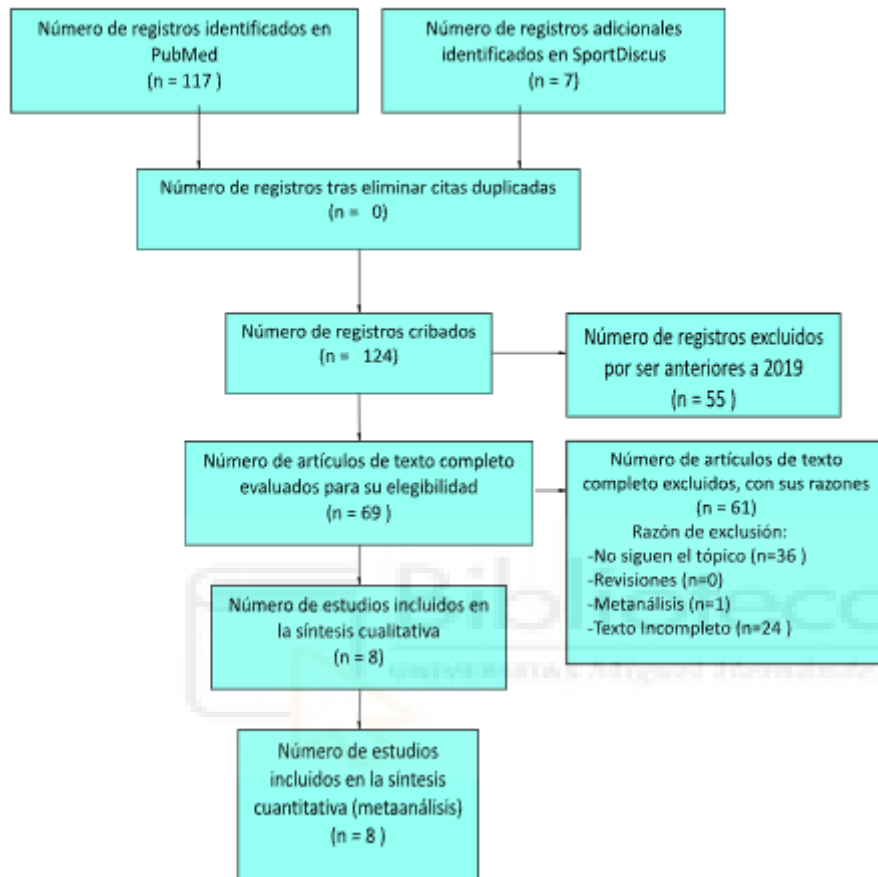 Número de registros identificados en
PubMed
(n = 117 )
Número de registros adicionales
identificados en SportDiscus
(n = 7)
Número de registros tras eliminar citas duplicadas
(n = 0)
Número de registros cribados
(n = 124)
Número de registros excluidos
por ser anteriores a 2019
(n = 55 )
Número de artículos de texto completo
evaluados para su elegibilidad
(n = 69 )
Número de artículos de texto
completo excluidos, con sus razones
(n = 61)
Razón de exclusión:
-No siguen el tópico (n=36 )
-Revisiones (n=0)
-Metanálisis (n=1)
-Texto Incompleto (n=24 )
Número de estudios incluidos en
la síntesis cualitativa
(n = 8)
Número de estudios
incluidos en la síntesis
cuantitativa (metaanálisis)
(n = 8 )
Biblioteco
UNIVERSITAS Miguel Hernández